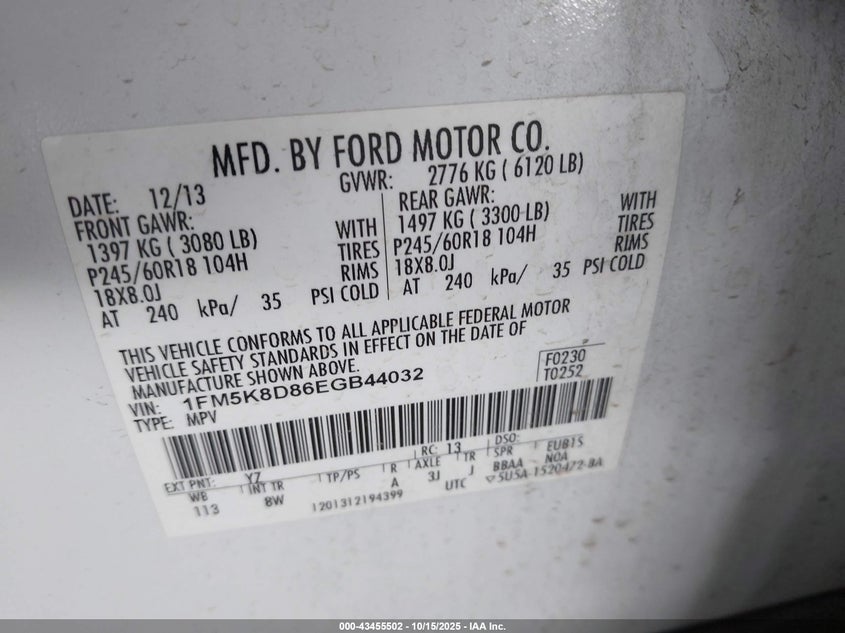 MFD. BY FORD MOTOR CO.
DATE: 12/13 GVWR: 2776 KG ( 6120 LB)
FRONT GAWR: REAR GAWR:
1397 KG ( 3080 LB) WITH 1497 KG ( 3300 LB) WITH
P245/60R18 104H TIRES P245/60R18 104H TIRES
18X8.0J RIMS 18X8.0J RIMS
AT 240 kPa/ 35 PSI COLD AT 240 kPa/ 35 PSI COLD
THIS VEHICLE CONFORMS TO ALL APPLICABLE FEDERAL MOTOR
VEHICLE SAFETY STANDARDS IN EFFECT ON THE DATE OF
MANUFACTURE SHOWN ABOVE.
VIN: 1FM5K8D86EGB44032
TYPE: MPV
F0230
T0252
EXT PNT: YZ RC: 13 DSO:
WB INT TR TP/PS R AXLE TR SPR EUB15
113 8W A 3J J BBAA NOA
1201312194399 UTC ▽5U5A 1520472-BA
000-43455502 - 10/15/2025 - IAA Inc.